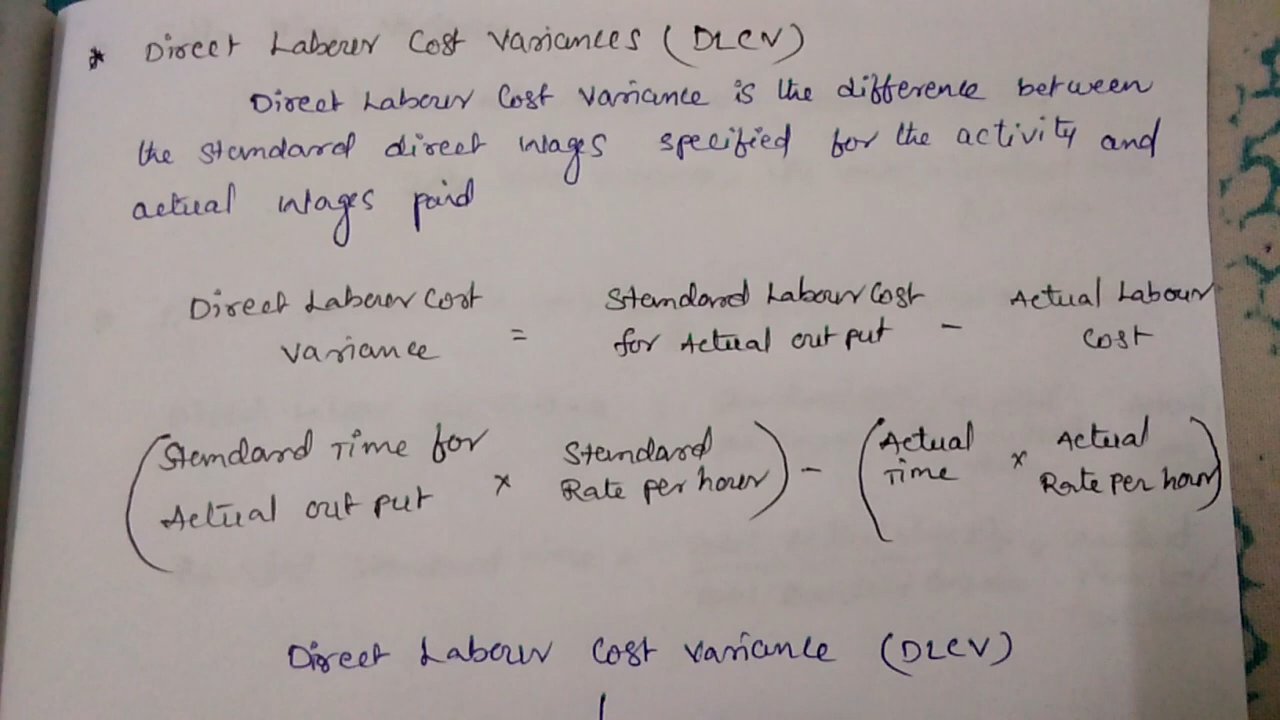 * Direct Labour Cost Variances (DLCV)
Direct Labour Cost Variance is the difference between
the standard direct wages specified for the activity and
actual wages paid
Direct Labour Cost Variance = Standard Labour Cost for Actual out put - Actual Labour Cost
(Standard Time for Actual out put × Standard Rate per hour) - (Actual Time × Actual Rate per hour)
Direct Labour Cost Variance (DLCV)